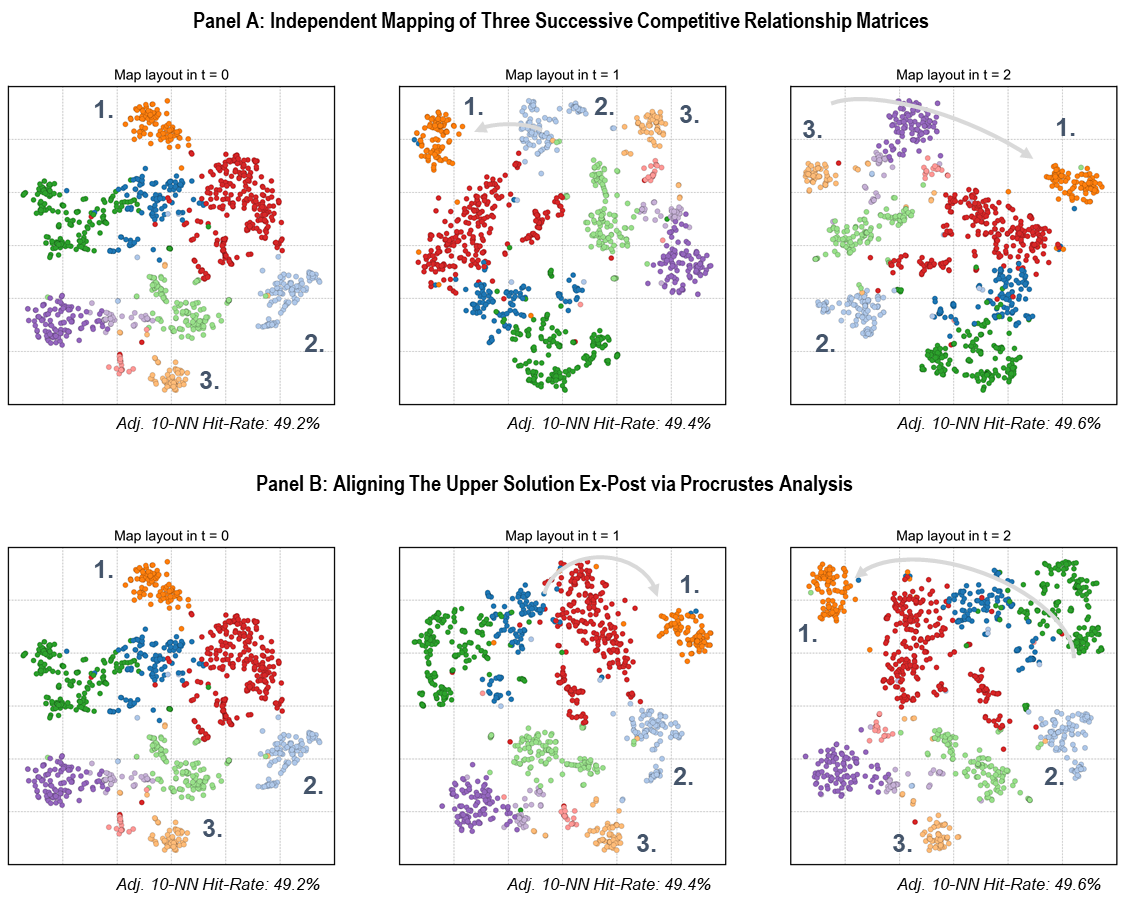 Panel A: Independent Mapping of Three Successive Competitive Relationship Matrices
Map layout in t = 0
Map layout in t = 1
Map layout in t = 2
1.
2.
3.
1.
2.
3.
3.
1.
2.
Adj. 10-NN Hit-Rate: 49.2%
Adj. 10-NN Hit-Rate: 49.4%
Adj. 10-NN Hit-Rate: 49.6%
Panel B: Aligning The Upper Solution Ex-Post via Procrustes Analysis
Map layout in t = 0
Map layout in t = 1
Map layout in t = 2
1.
2.
3.
1.
2.
3.
1.
2.
3.
Adj. 10-NN Hit-Rate: 49.2%
Adj. 10-NN Hit-Rate: 49.4%
Adj. 10-NN Hit-Rate: 49.6%